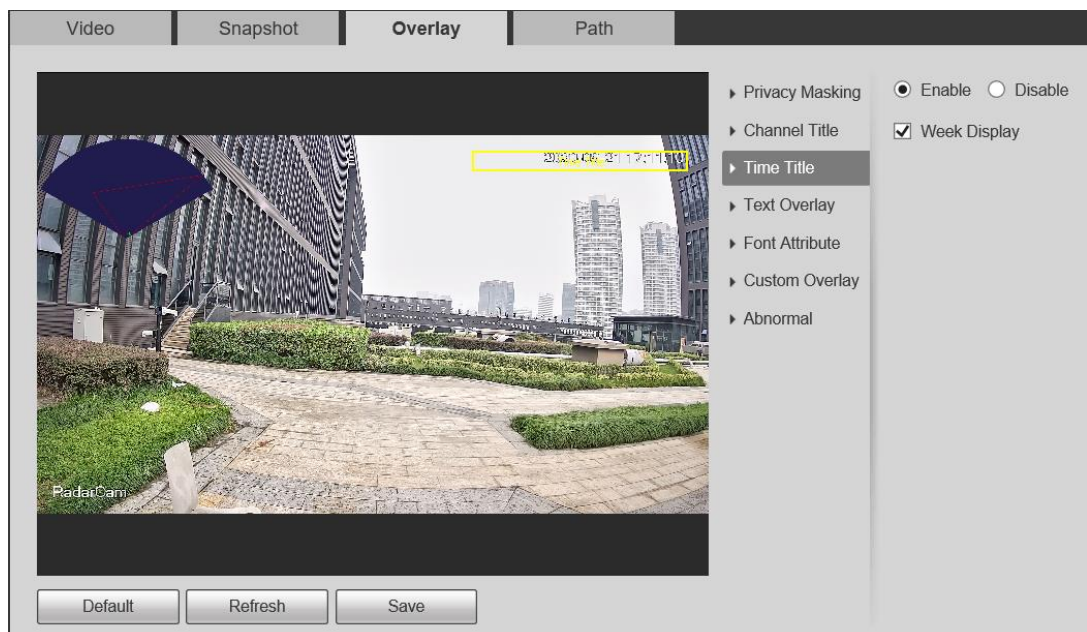 Video Snapshot Overlay Path
Privacy Masking
Channel Title
Time Title
Text Overlay
Font Attribute
Custom Overlay
Abnormal
Enable Disable
Week Display
RadarCam
Default Refresh Save